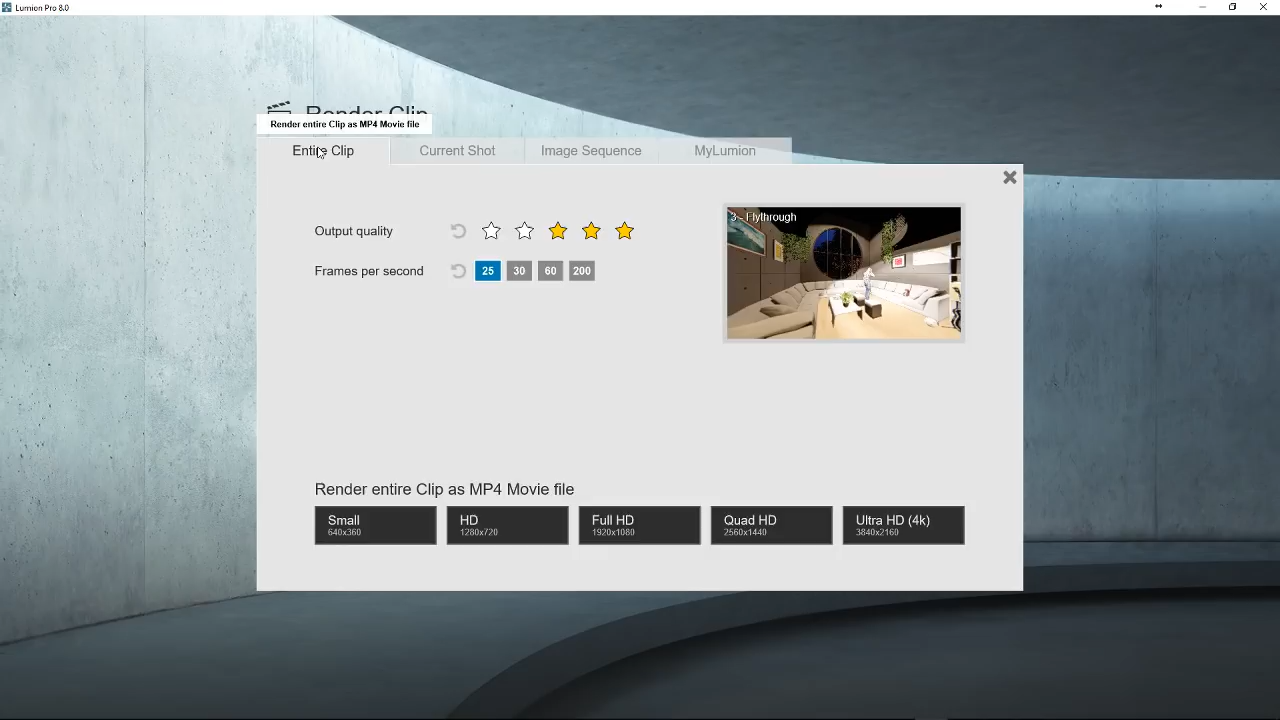 Lumion Pro 8.0
Render Clip
Render entire Clip as MP4 Movie file
Entire Clip
Current Shot
Image Sequence
MyLumion
Output quality
3 - Flythrough
Frames per second
25
30
60
200
Render entire Clip as MP4 Movie file
Small
640x360
HD
1280x720
Full HD
1920x1080
Quad HD
2560x1440
Ultra HD (4k)
3840x2160